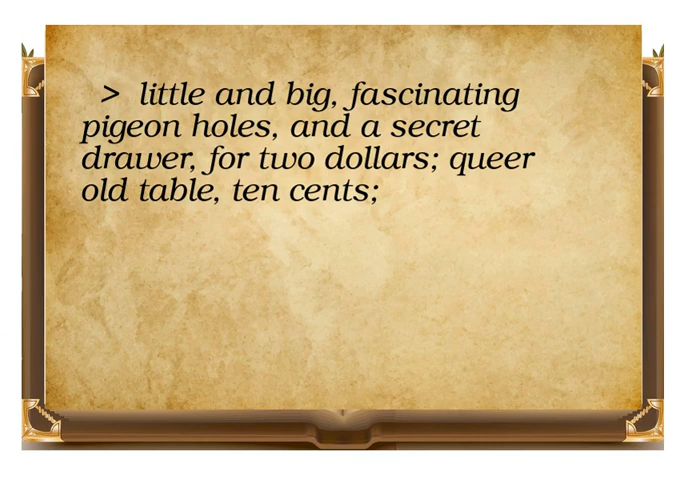 > little and big, fascinating
pigeon holes, and a secret
drawer, for two dollars; queer
old table, ten cents;